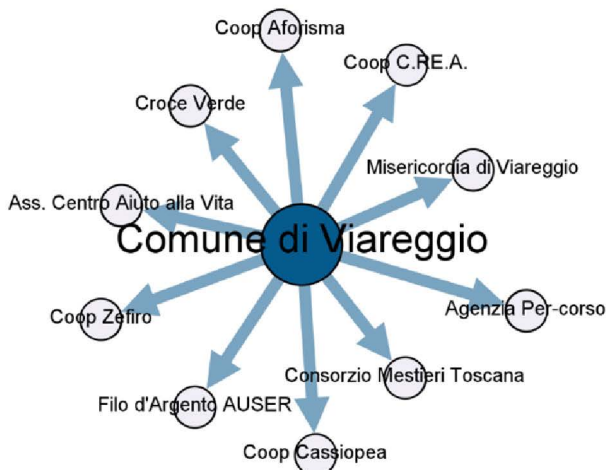 Coop Aforisma
Coop C.RE.A.
Croce Verde
Misericordia di Viareggio
Ass. Centro Aiuto alla Vita
Comune di Viareggio
Agenzia Per-corso
Coop Zefiro
Consorzio Mestieri Toscana
Filo d'Argento AUSER
Coop Cassiopea